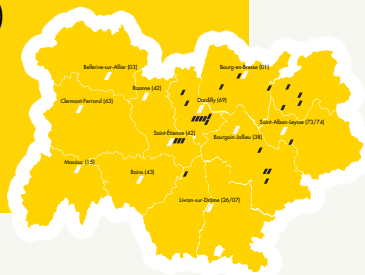 Bellerive-sur-Allier (03)
Bourg-en-Bresse (01)
Roanne (42)
Clermont-Ferrand (63)
Dardilly (69)
Saint-Alban-Leysse (73/74)
Saint-Étienne (42)
Bourgoin-Jallieu (38)
Massiac (15)
Bains (43)
Livron-sur-Drôme (26/07)